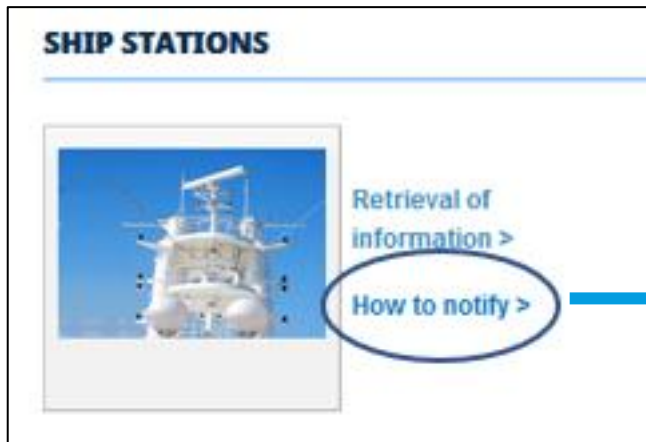 SHIP STATIONS
Retrieval of
information >
How to notify >